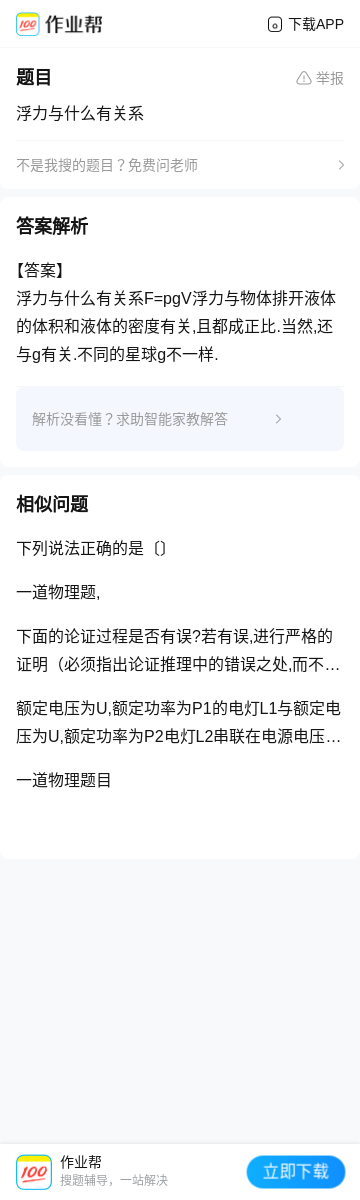 作业帮
下载APP
题目
举报
浮力与什么有关系
不是我搜的题目？免费问老师
答案解析
【答案】
浮力与什么有关系F=pgV浮力与物体排开液体
的体积和液体的密度有关,且都成正比.当然,还
与g有关.不同的星球g不一样.
解析没看懂？求助智能家教解答
相似问题
下列说法正确的是〔〕
一道物理题,
下面的论证过程是否有误?若有误,进行严格的
证明（必须指出论证推理中的错误之处,而不…
额定电压为U,额定功率为P1的电灯L1与额定电
压为U,额定功率为P2电灯L2串联在电源电压…
一道物理题目
100
作业帮
搜题辅导，一站解决
立即下载